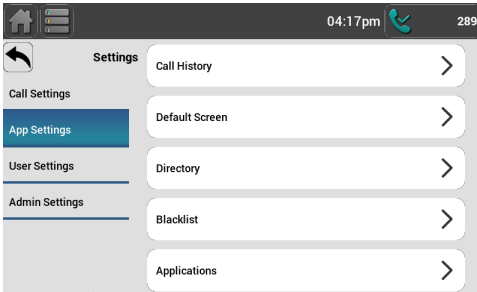 04:17pm
289
Settings
Call Settings
App Settings
User Settings
Admin Settings
Call History
Default Screen
Directory
Blacklist
Applications